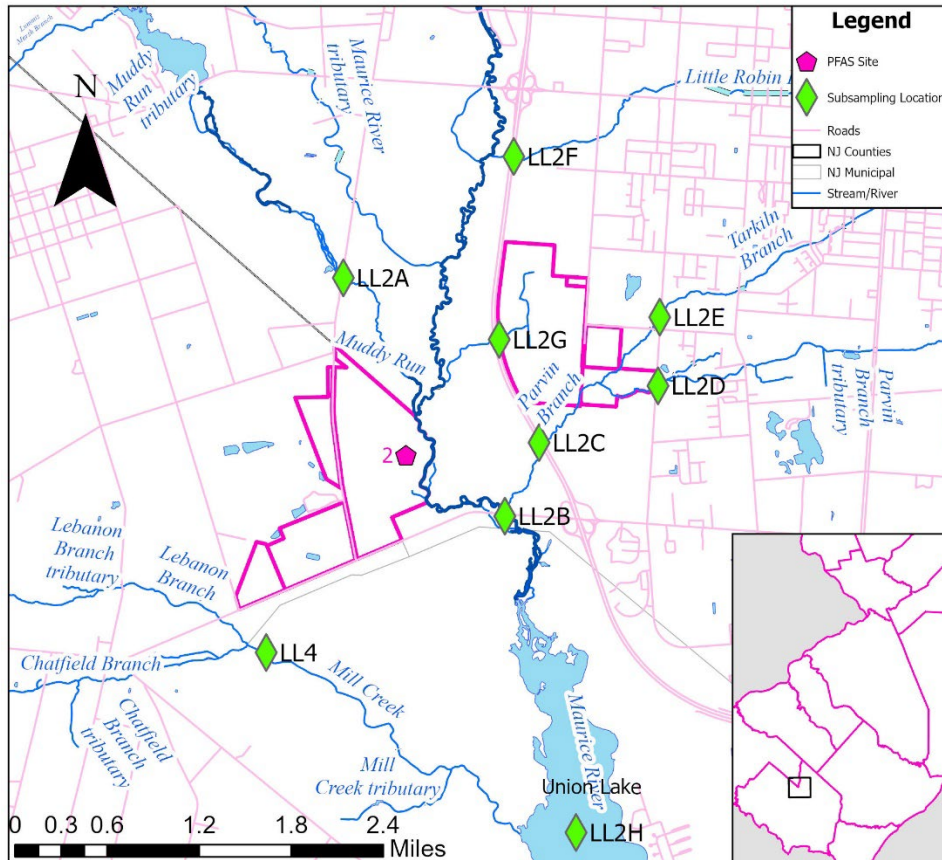 Legend
PFAS Site
Subsampling Location
Roads
NJ Counties
NJ Municipal
Stream/River
Branch
N
Muddy
Run
tributary
Maurice River
tributary
Little Robin
LL2F
Tarkiln
Branch
LL2A
LL2E
LL2G
Muddy Run
Parvin
Branch
LL2D
Parvin
Branch
tributary
Parvin
Branch
2
LL2C
LL2B
Lebanon
Branch
tributary
Lebanon
Branch
LL4
Chatfield Branch
Chatfield
Branch
tributary
Mill Creek
Mill
Creek tributary
Maurice River
Union Lake
LL2H
0 0.3 0.6 1.2 1.8 2.4
Miles